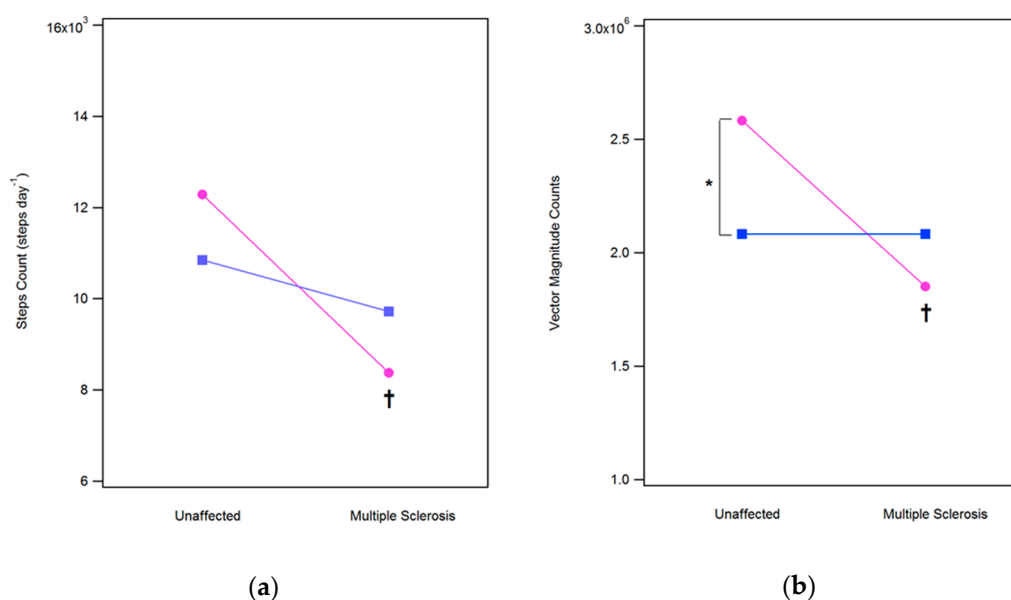 16x10³
14
12
10
8
6
Steps Count (steps day⁻¹)
†
Unaffected
Multiple Sclerosis
(a)
3.0x10⁶
2.5
2.0
1.5
1.0
Vector Magnitude Counts
*
†
Unaffected
Multiple Sclerosis
(b)